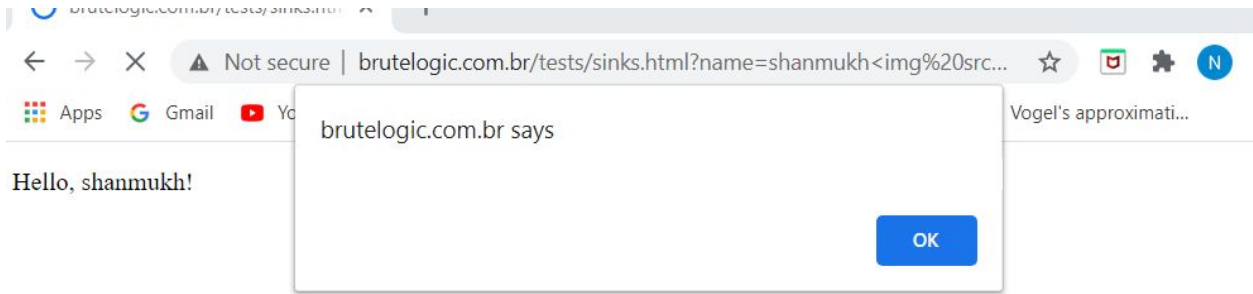 brutelogic.com.br/tests/sinks.htm
Not secure | brutelogic.com.br/tests/sinks.html?name=shanmukh<img%20src...
N
Apps G Gmail Yo
Vogel's approximati...
brutelogic.com.br says
Hello, shanmukh!
OK